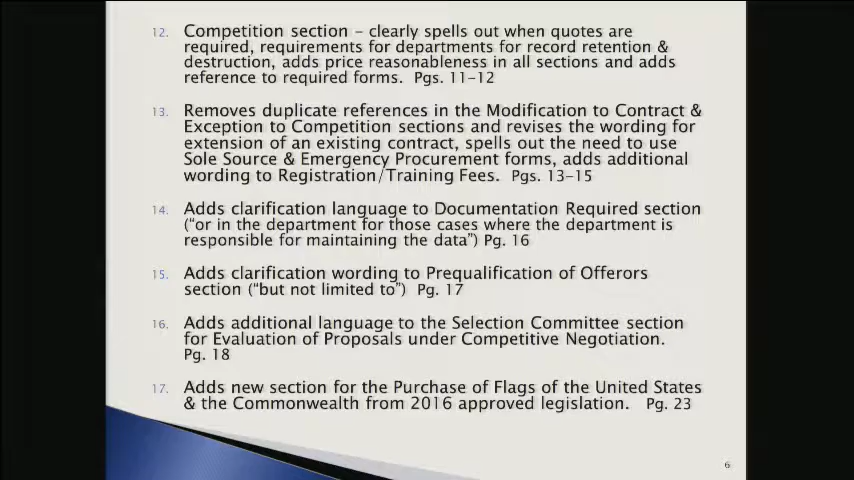 12. Competition section – clearly spells out when quotes are
required, requirements for departments for record retention &
destruction, adds price reasonableness in all sections and adds
reference to required forms. Pgs. 11-12
13. Removes duplicate references in the Modification to Contract &
Exception to Competition sections and revises the wording for
extension of an existing contract, spells out the need to use
Sole Source & Emergency Procurement forms, adds additional
wording to Registration/Training Fees. Pgs. 13-15
14. Adds clarification language to Documentation Required section
("or in the department for those cases where the department is
responsible for maintaining the data") Pg. 16
15. Adds clarification wording to Prequalification of Offerors
section ("but not limited to") Pg. 17
16. Adds additional language to the Selection Committee section
for Evaluation of Proposals under Competitive Negotiation.
Pg. 18
17. Adds new section for the Purchase of Flags of the United States
& the Commonwealth from 2016 approved legislation. Pg. 23
6